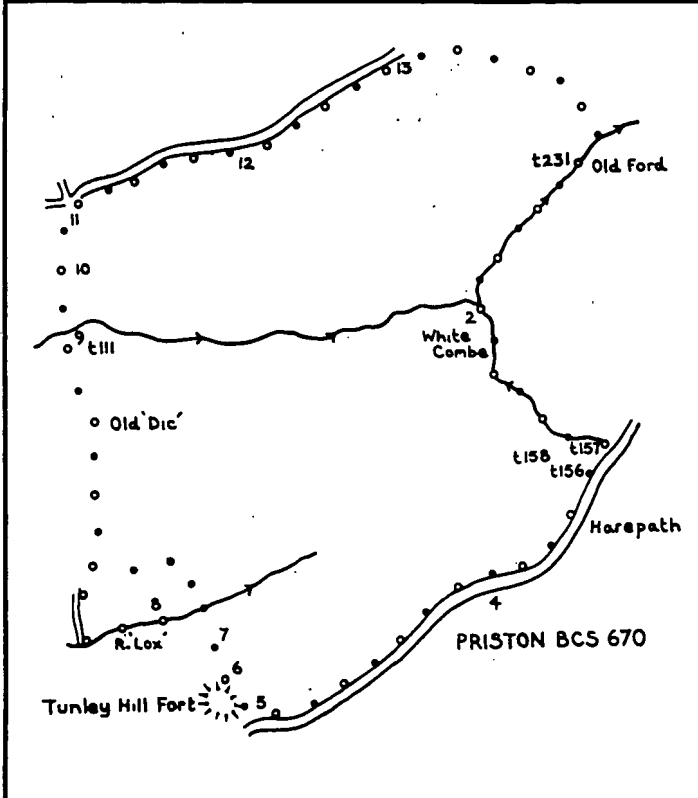 13
12
11
t231 Old Ford
10
2
9
t111
White
Combe
Old 'Dic'
t157
t158
t156
Harepath
8
4
R. 'Lox'
7
PRISTON BCS 670
6
Tunley Hill Fort
5